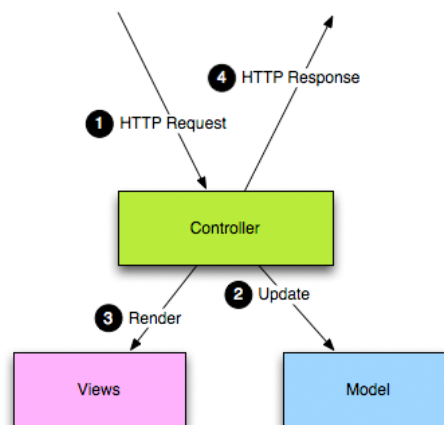 4 HTTP Response
1 HTTP Request
Controller
2 Update
3 Render
Views
Model